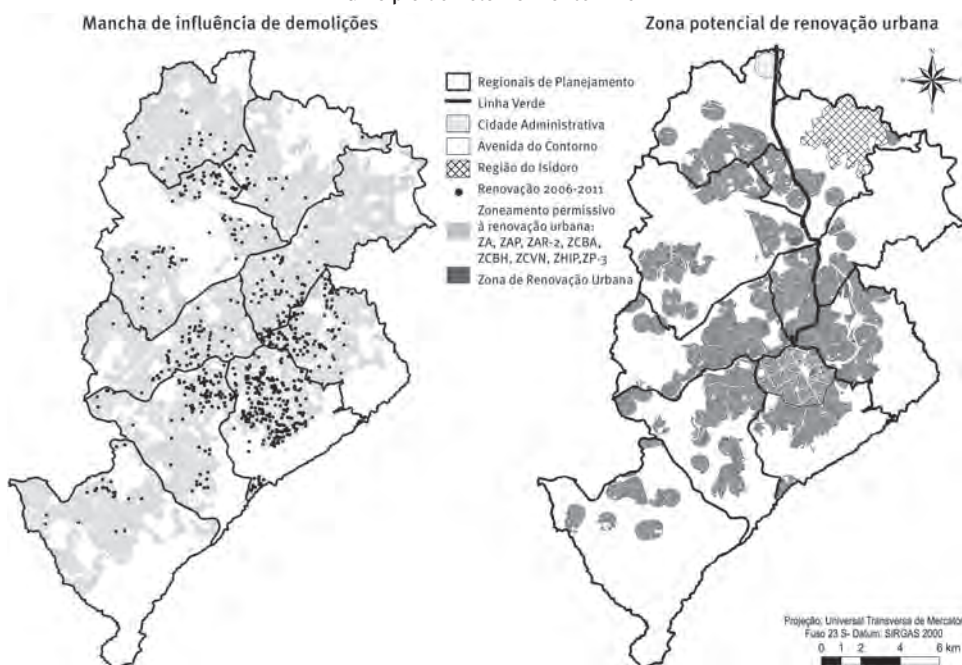 Mancha de influência de demolições
Zona potencial de renovação urbana
Regionais de Planejamento
Linha Verde
Cidade Administrativa
Avenida do Contorno
Região do Isidoro
Renovação 2006-2011
Zoneamento permissivo
à renovação urbana:
ZA, ZAP, ZAR-2, ZCBA,
ZCBH, ZCVN, ZHIP,ZP-3
Zona de Renovação Urbana
Projeção: Universal Transversa de Mercator
Fuso 23 S- Datum: SIRGAS 2000
0 1 2 4 6 km